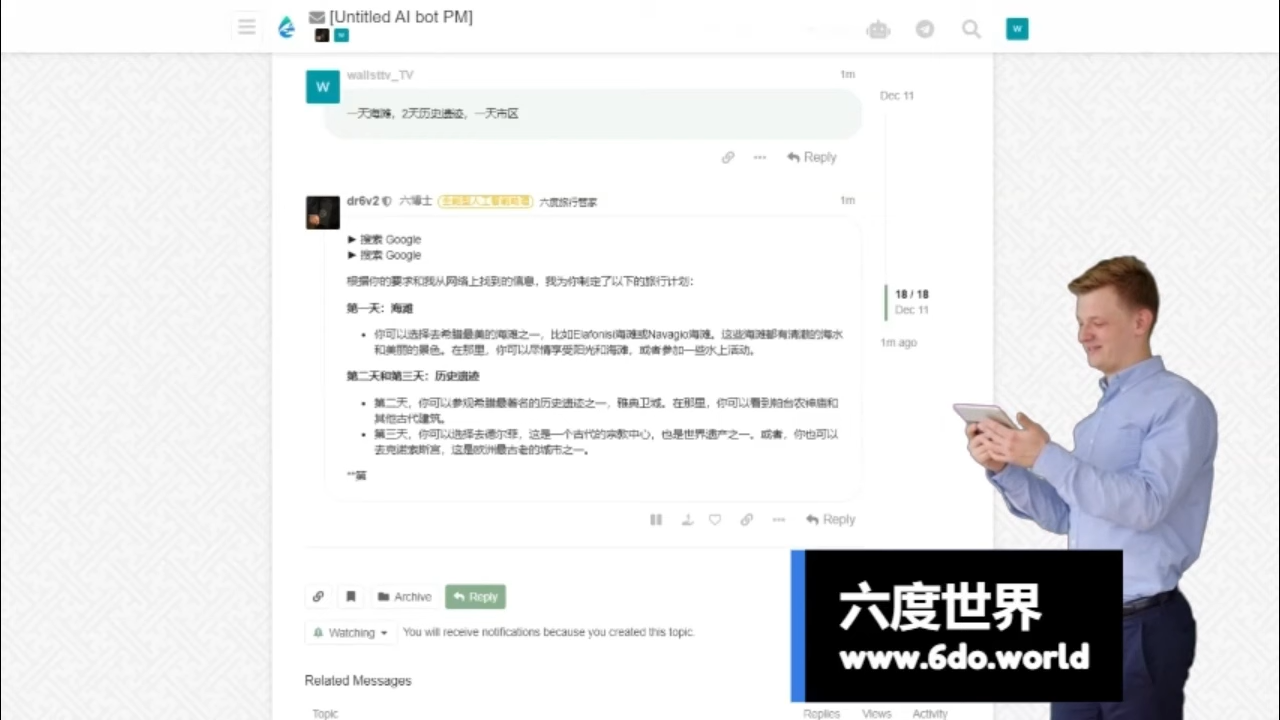 [Untitled AI bot PM]
W
W
W
wallsttv_TV
1m
一天海滩，2天历史遗迹，一天市区
Reply
Dec 11
dr6v2 六博士 六度旅行管家
1m
► 搜索 Google
► 搜索 Google
根据你的要求和我从网络上找到的信息，我为你制定了以下的旅行计划：
第一天：海滩
• 你可以选择去希腊最美的海滩之一，比如Elafonisi海滩或Navagio海滩。这些海滩都有清澈的海水
和美丽的景色。在那里，你可以尽情享受阳光和海滩，或者参加一些水上活动。
第二天和第三天：历史遗迹
• 第二天，你可以参观希腊最著名的历史遗迹之一，雅典卫城。在那里，你可以看到帕台农神庙和
其他古代建筑。
• 第三天，你可以选择去德尔菲，这是一个古代的宗教中心，也是世界遗产之一。或者，你也可以
去克诺索斯宫，这是欧洲最古老的城市之一。
**第
18 / 18
Dec 11
1m ago
Reply
Archive
Reply
Watching
You will receive notifications because you created this topic.
Related Messages
Topic
Replies
Views
Activity
六度世界
www.6do.world